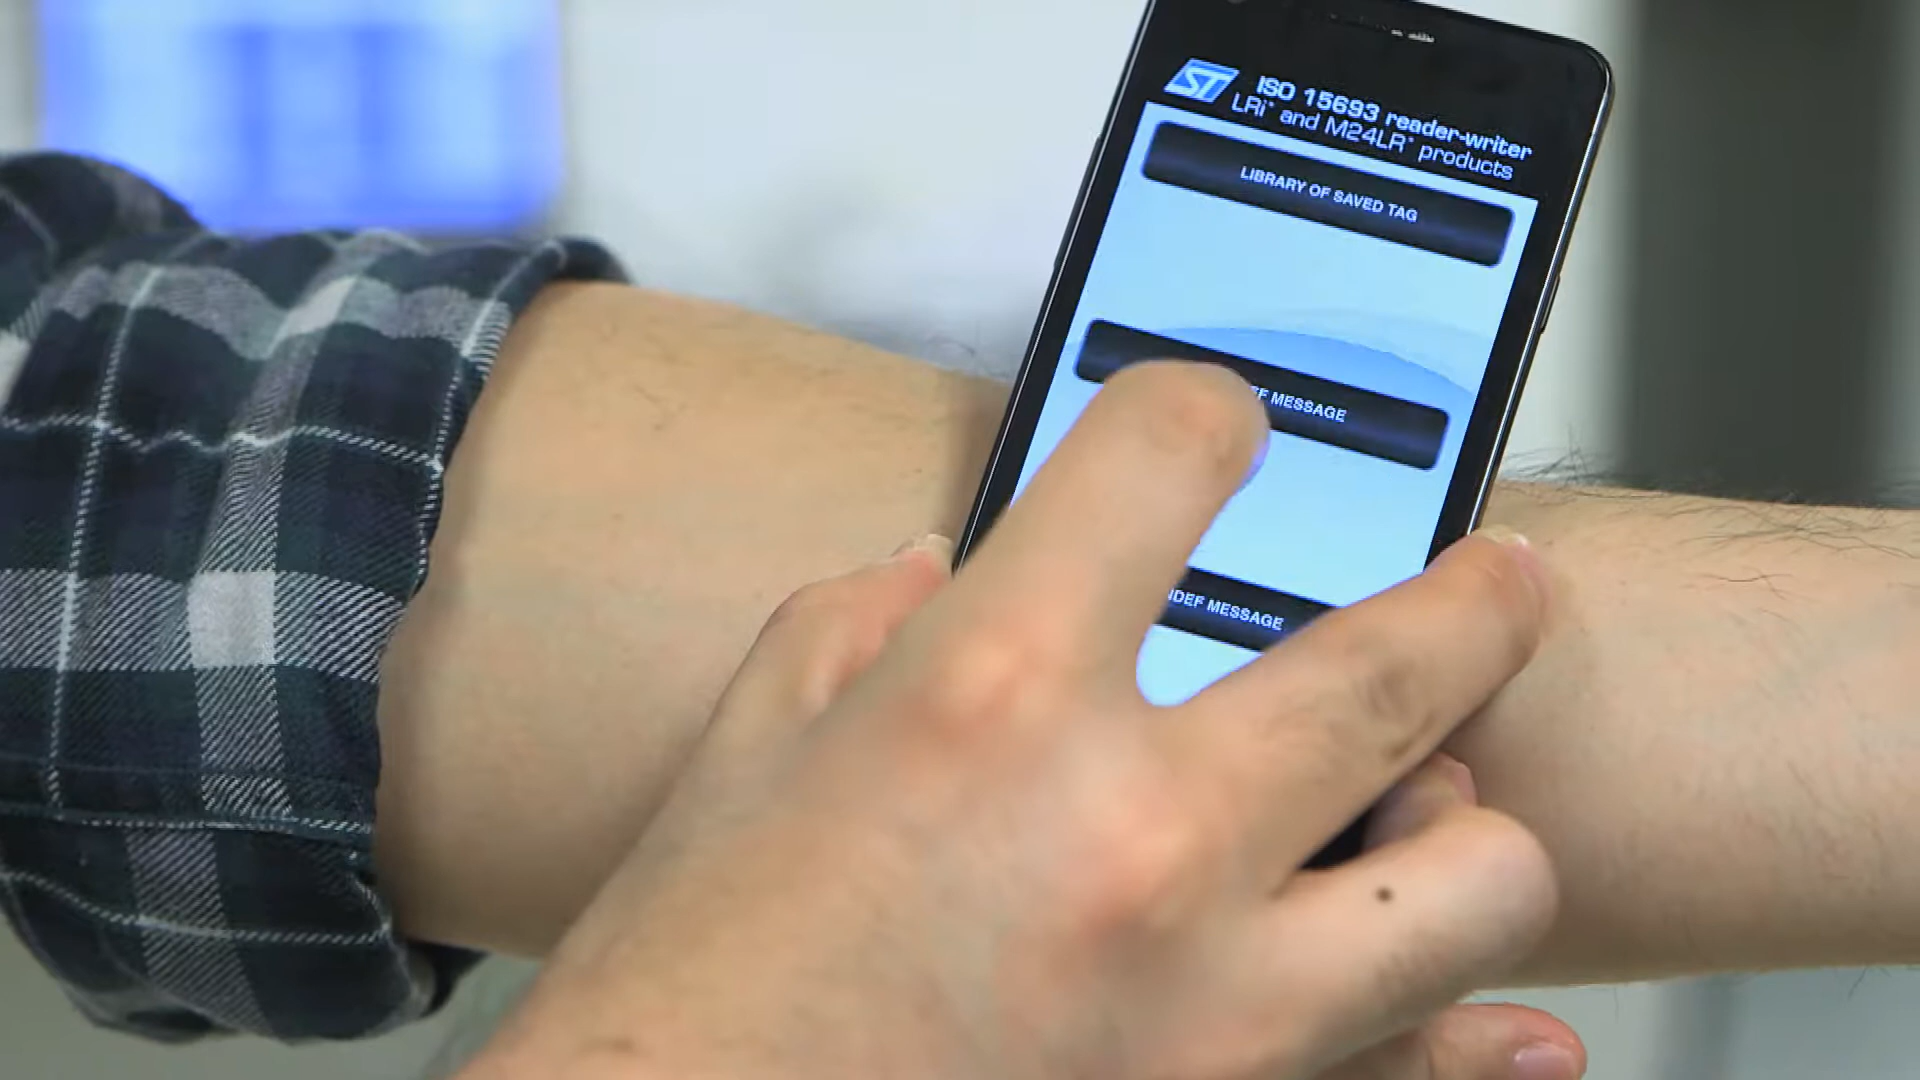 ST
ISO 15693 reader-writer
LRi* and M24LR* products
LIBRARY OF SAVED TAG
MESSAGE
NDEF MESSAGE